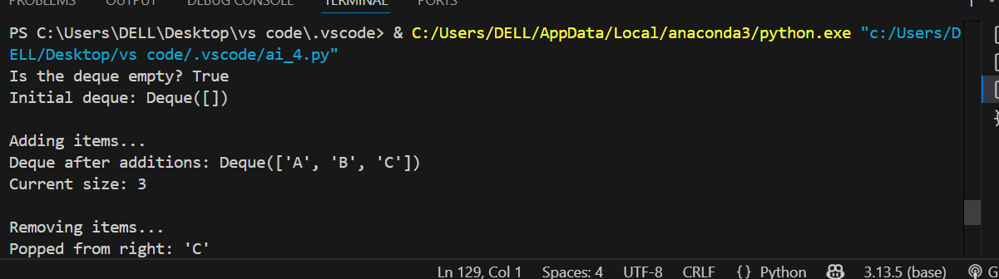 PROBLEMS OUTPUT DEBUG CONSOLE TERMINAL PORTS
PS C:\Users\DELL\Desktop\vs code\.vscode> & C:/Users/DELL/AppData/Local/anaconda3/python.exe "c:/Users/D
ELL/Desktop/vs code/.vscode/ai_4.py"
Is the deque empty? True
Initial deque: Deque([])
Adding items...
Deque after additions: Deque(['A', 'B', 'C'])
Current size: 3
Removing items...
Popped from right: 'C'
Ln 129, Col 1 Spaces: 4 UTF-8 CRLF {} Python 3.13.5 (base) G